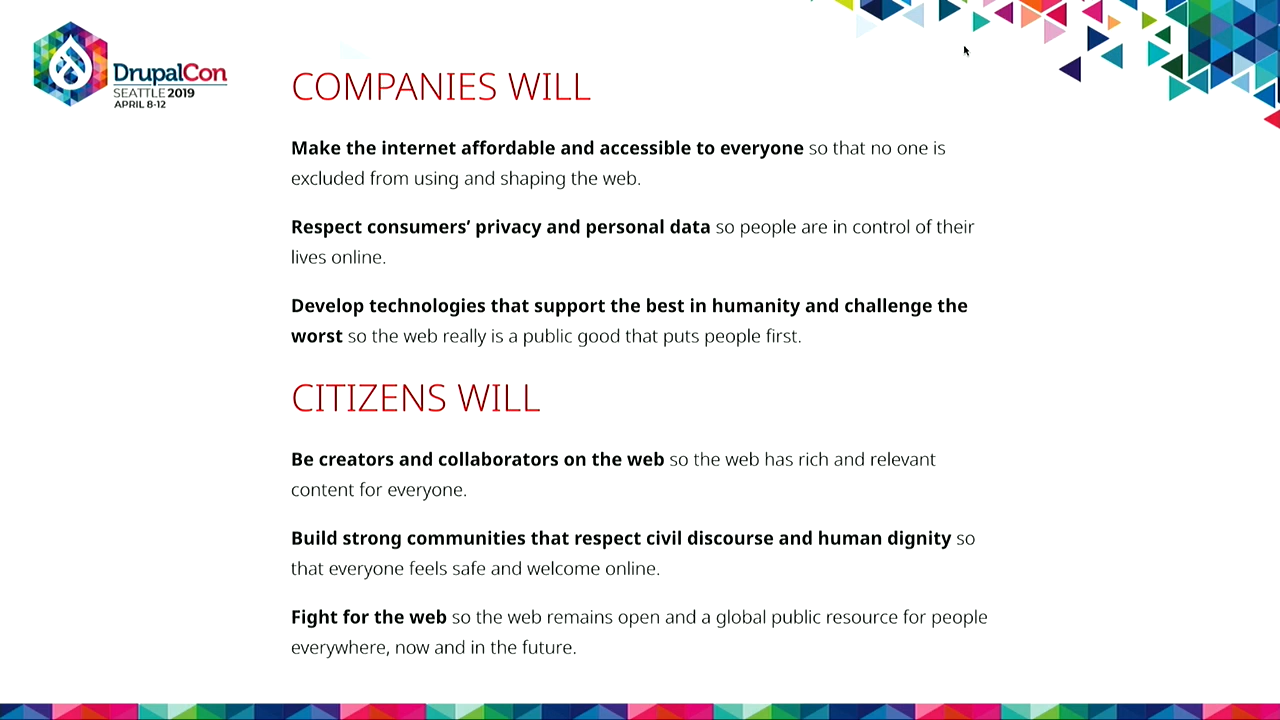 DrupalCon
SEATTLE 2019
APRIL 8-12
COMPANIES WILL
Make the internet affordable and accessible to everyone so that no one is
excluded from using and shaping the web.
Respect consumers’ privacy and personal data so people are in control of their
lives online.
Develop technologies that support the best in humanity and challenge the
worst so the web really is a public good that puts people first.
CITIZENS WILL
Be creators and collaborators on the web so the web has rich and relevant
content for everyone.
Build strong communities that respect civil discourse and human dignity so
that everyone feels safe and welcome online.
Fight for the web so the web remains open and a global public resource for people
everywhere, now and in the future.